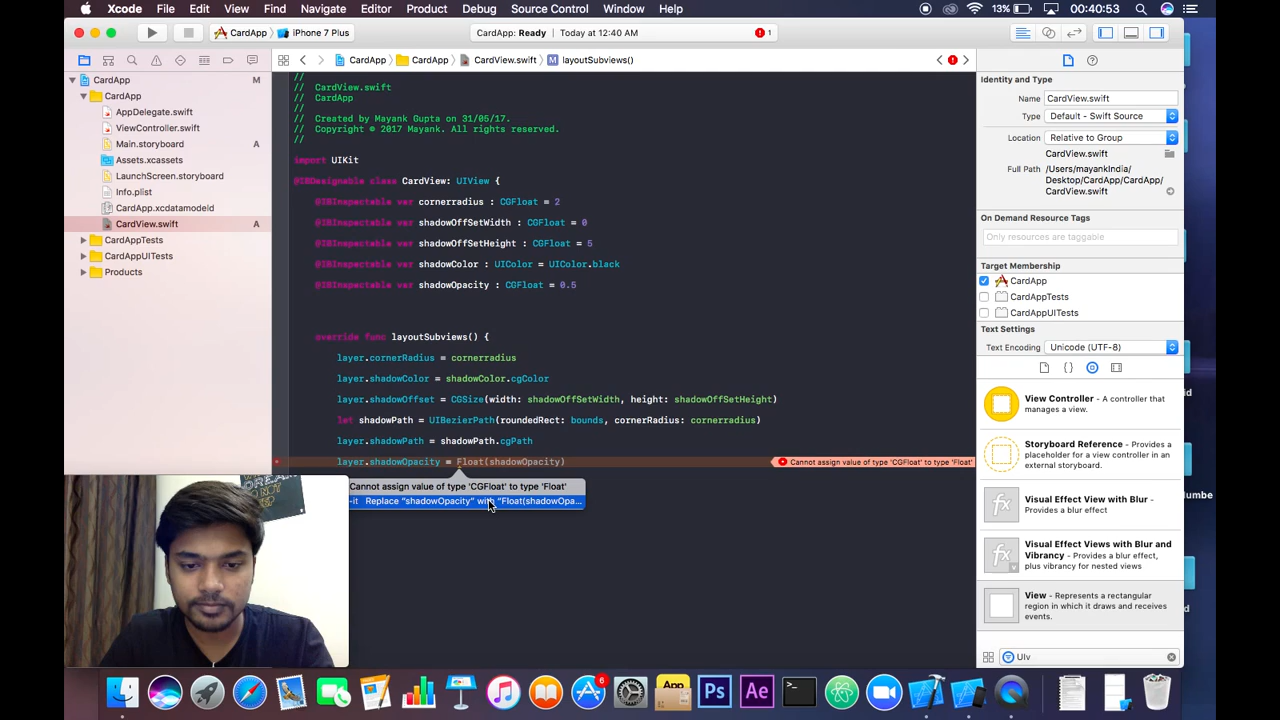 Xcode File Edit View Find Navigate Editor Product Debug Source Control Window Help 13% 00:40:53
CardApp iPhone 7 Plus CardApp: Ready Today at 12:40 AM 1
CardApp CardApp CardView.swift M layoutSubviews()
CardApp M
CardApp
AppDelegate.swift
ViewController.swift
Main.storyboard A
Assets.xcassets
LaunchScreen.storyboard
Info.plist
CardApp.xcdatamodeld
CardView.swift A
CardAppTests
CardAppUITests
Products
//
// CardView.swift
// CardApp
//
// Created by Mayank Gupta on 31/05/17.
// Copyright © 2017 Mayank. All rights reserved.
//
import UIKit
@IBDesignable class CardView: UIView {
@IBInspectable var cornerradius : CGFloat = 2
@IBInspectable var shadowOffSetWidth : CGFloat = 0
@IBInspectable var shadowOffSetHeight : CGFloat = 5
@IBInspectable var shadowColor : UIColor = UIColor.black
@IBInspectable var shadowOpacity : CGFloat = 0.5
override func layoutSubviews() {
layer.cornerRadius = cornerradius
layer.shadowColor = shadowColor.cgColor
layer.shadowOffset = CGSize(width: shadowOffSetWidth, height: shadowOffSetHeight)
let shadowPath = UIBezierPath(roundedRect: bounds, cornerRadius: cornerradius)
layer.shadowPath = shadowPath.cgPath
layer.shadowOpacity = Float(shadowOpacity) Cannot assign value of type 'CGFloat' to type 'Float'
Cannot assign value of type 'CGFloat' to type 'Float'
-it Replace "shadowOpacity" with "Float(shadowOpa...
Identity and Type
Name CardView.swift
Type Default - Swift Source
Location Relative to Group
CardView.swift
Full Path /Users/mayankIndia/
Desktop/CardApp/CardApp/
CardView.swift
On Demand Resource Tags
Only resources are taggable
Target Membership
CardApp
CardAppTests
CardAppUITests
Text Settings
Text Encoding Unicode (UTF-8)
View Controller - A controller that
manages a view.
Storyboard Reference - Provides a
placeholder for a view controller in
an external storyboard.
Visual Effect View with Blur -
Provides a blur effect
Visual Effect Views with Blur and
Vibrancy - Provides a blur effect,
plus vibrancy for nested views
View - Represents a rectangular
region in which it draws and receives
events.
UIv
App
6
Ps
Ae